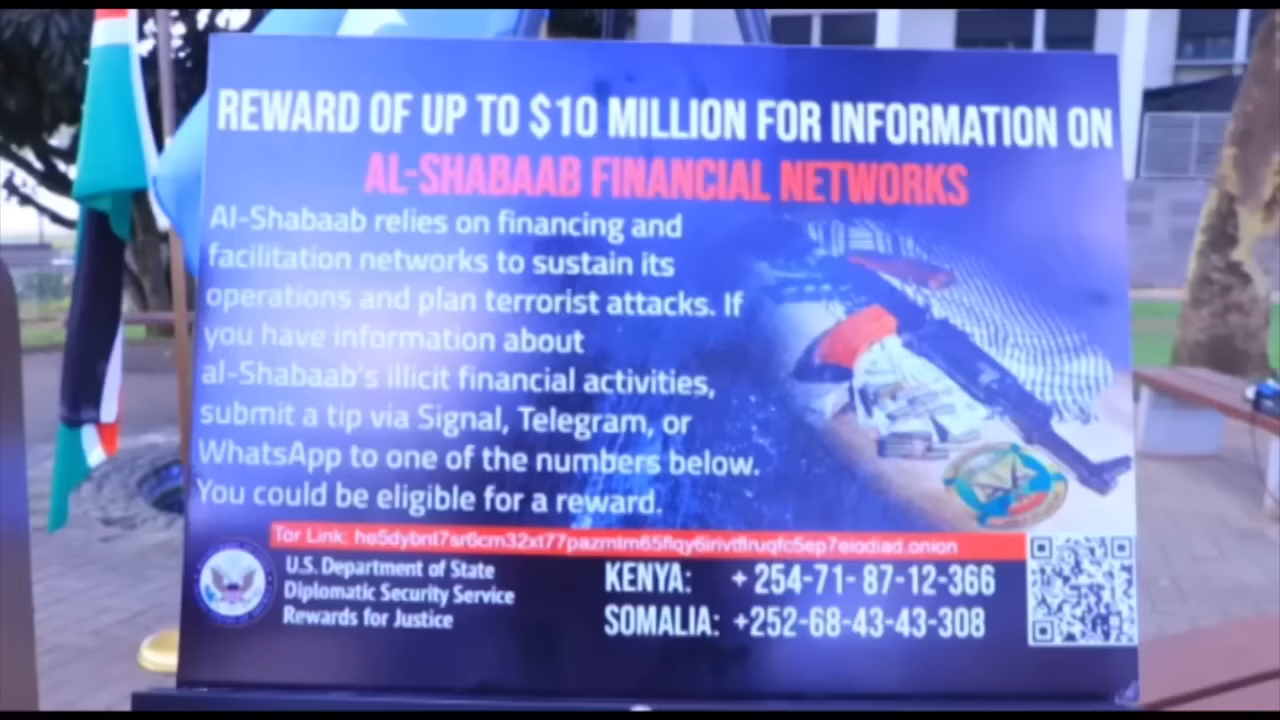 REWARD OF UP TO $10 MILLION FOR INFORMATION ON
AL-SHABAAB FINANCIAL NETWORKS
Al-Shabaab relies on financing and
facilitation networks to sustain its
operations and plan terrorist attacks. If
you have information about
al-Shabaab's illicit financial activities,
submit a tip via Signal, Telegram, or
WhatsApp to one of the numbers below.
You could be eligible for a reward.
Tor Link:
U.S. Department of State
Diplomatic Security Service
Rewards for Justice
KENYA: +254-71-87-12-366
SOMALIA: +252-68-43-43-308